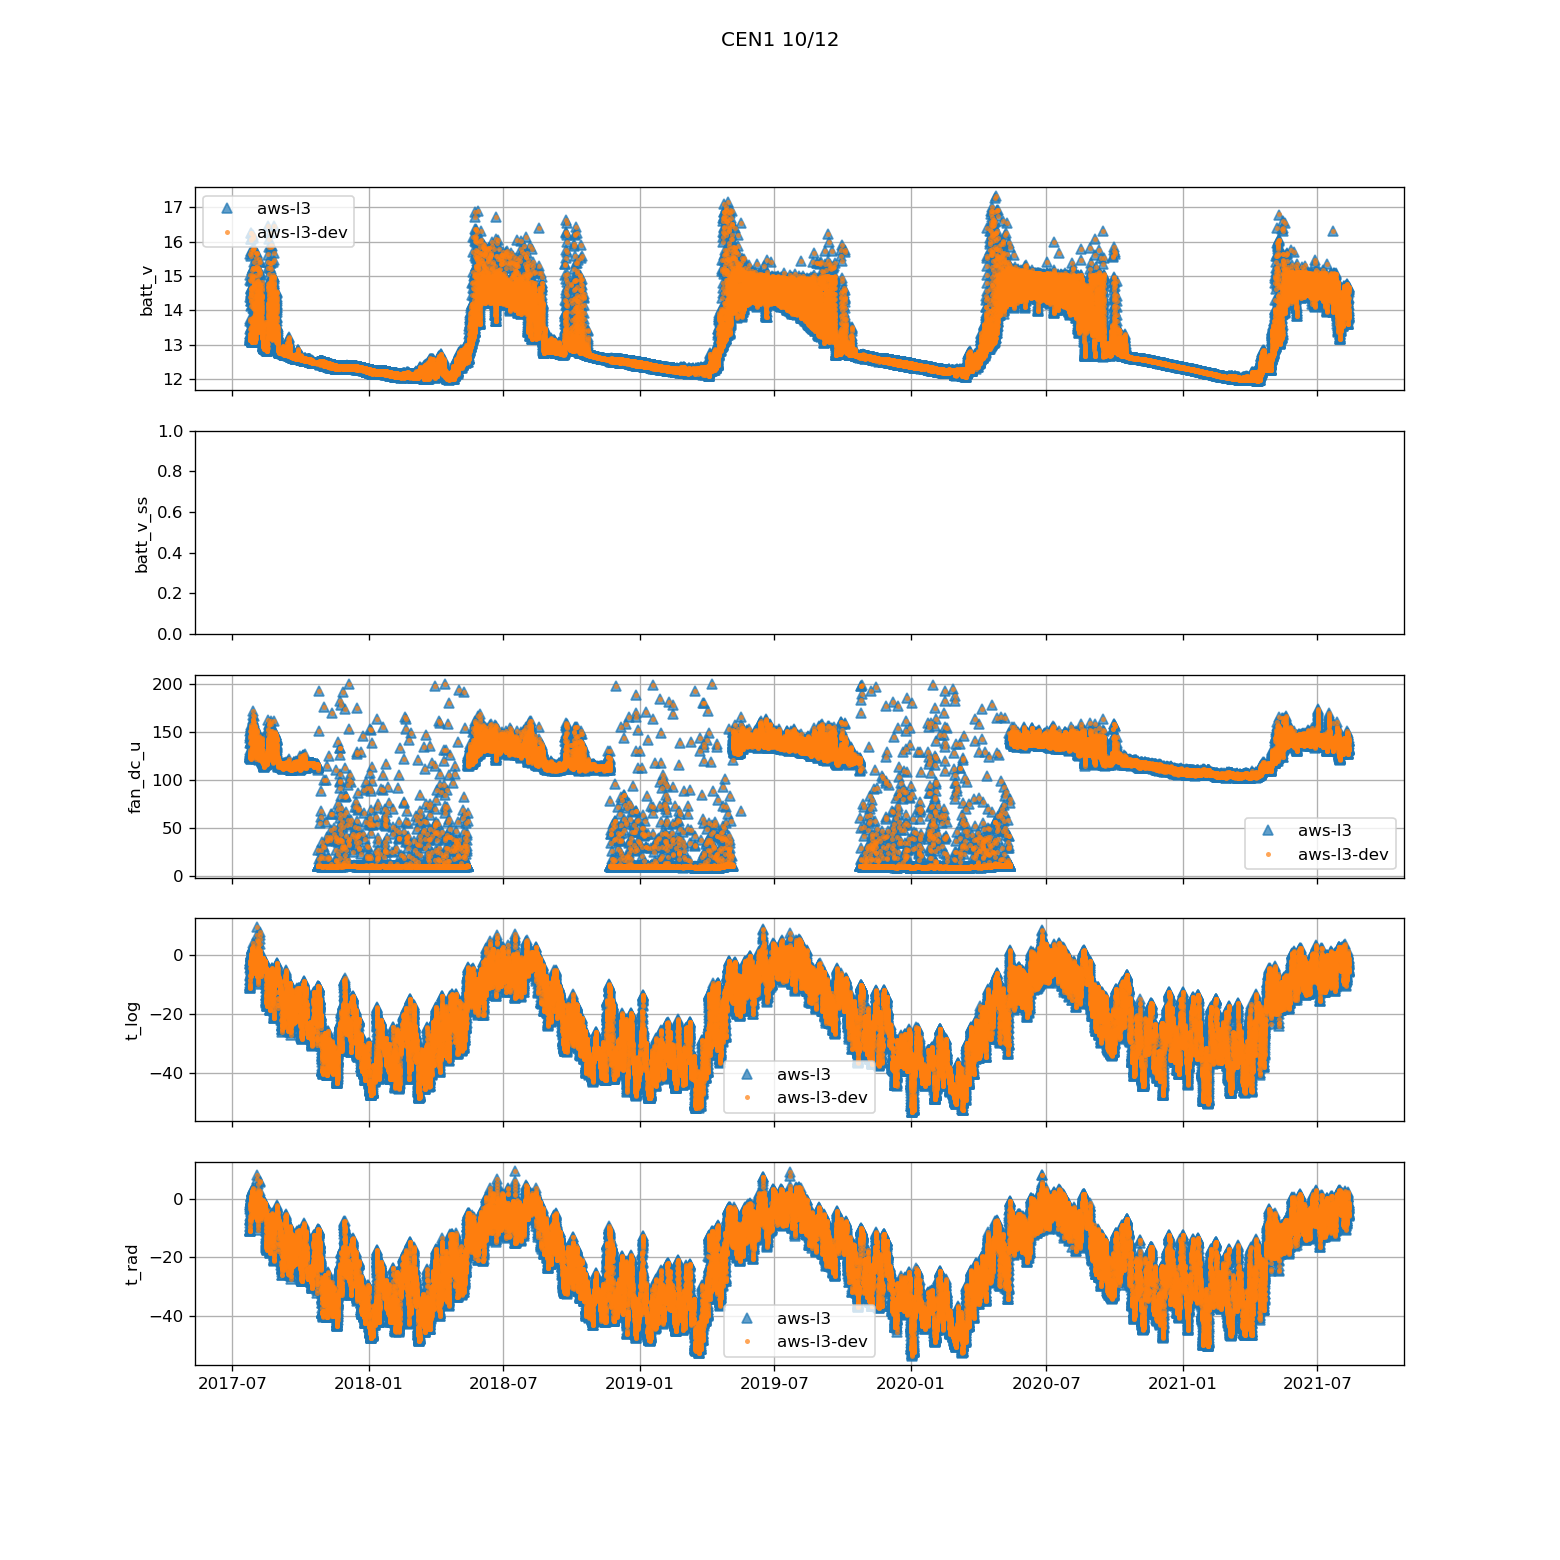 CEN1 10/12
batt_v
17
16
15
14
13
12
aws-l3
aws-l3-dev
batt_v_ss
1.0
0.8
0.6
0.4
0.2
0.0
fan_dc_u
200
150
100
50
0
aws-l3
aws-l3-dev
t_log
0
−20
−40
aws-l3
aws-l3-dev
t_rad
0
−20
−40
aws-l3
aws-l3-dev
2017-07 2018-01 2018-07 2019-01 2019-07 2020-01 2020-07 2021-01 2021-07